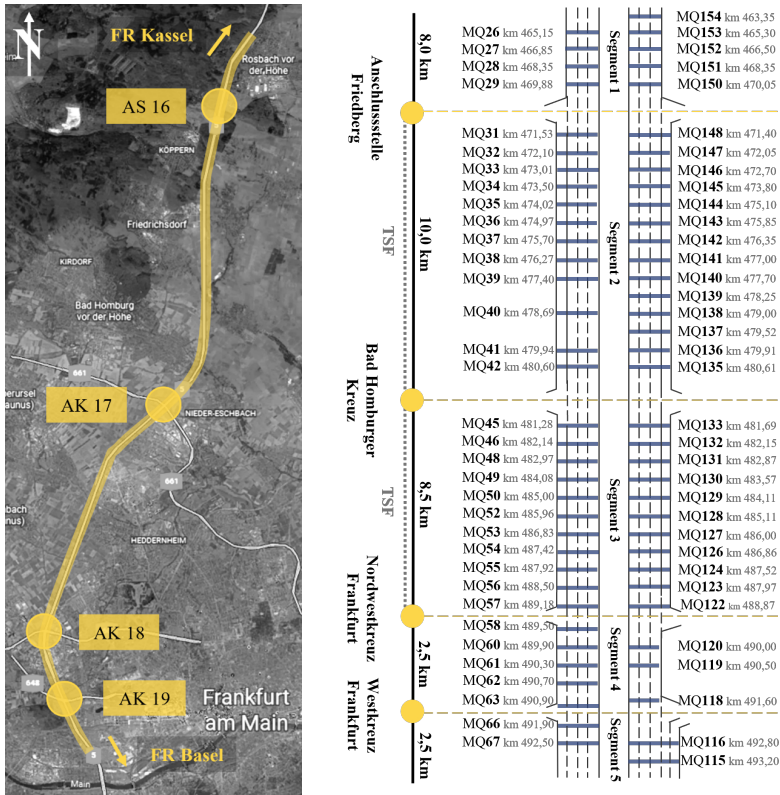 N
FR Kassel
Rosbach vor
der Höhe
AS 16
KÖPPERN
Friedrichsdorf
KIRDORF
Bad Homburg
vor der Höhe
661
AK 17
NIEDER-ESCHBACH
661
HEDDERNHEIM
AK 18
648
AK 19
Frankfurt
am Main
FR Basel
5
Main
8,0 km
Anschlussstelle
Friedberg
TSF
10,0 km
Bad Homburger
Kreuz
TSF
8,5 km
Nordwestkreuz
Frankfurt
2,5 km
Westkreuz
Frankfurt
2,5 km
MQ26 km 465,15
MQ27 km 466,85
MQ28 km 468,35
MQ29 km 469,88
Segment 1
MQ154 km 463,35
MQ153 km 465,30
MQ152 km 466,50
MQ151 km 468,35
MQ150 km 470,05
MQ31 km 471,53
MQ32 km 472,10
MQ33 km 473,01
MQ34 km 473,50
MQ35 km 474,02
MQ36 km 474,97
MQ37 km 475,70
MQ38 km 476,27
MQ39 km 477,40
MQ40 km 478,69
MQ41 km 479,94
MQ42 km 480,60
Segment 2
MQ148 km 471,40
MQ147 km 472,05
MQ146 km 472,70
MQ145 km 473,80
MQ144 km 475,10
MQ143 km 475,85
MQ142 km 476,35
MQ141 km 477,00
MQ140 km 477,70
MQ139 km 478,25
MQ138 km 479,00
MQ137 km 479,52
MQ136 km 479,91
MQ135 km 480,61
MQ45 km 481,28
MQ46 km 482,14
MQ48 km 482,97
MQ49 km 484,08
MQ50 km 485,00
MQ52 km 485,96
MQ53 km 486,83
MQ54 km 487,42
MQ55 km 487,92
MQ56 km 488,50
MQ57 km 489,18
Segment 3
MQ133 km 481,69
MQ132 km 482,15
MQ131 km 482,87
MQ130 km 483,57
MQ129 km 484,11
MQ128 km 485,11
MQ127 km 486,00
MQ126 km 486,86
MQ124 km 487,52
MQ123 km 487,97
MQ122 km 488,87
MQ58 km 489,50
MQ60 km 489,90
MQ61 km 490,30
MQ62 km 490,70
MQ63 km 490,90
Segment 4
MQ120 km 490,00
MQ119 km 490,50
MQ118 km 491,60
MQ66 km 491,90
MQ67 km 492,50
Segment 5
MQ116 km 492,80
MQ115 km 493,20